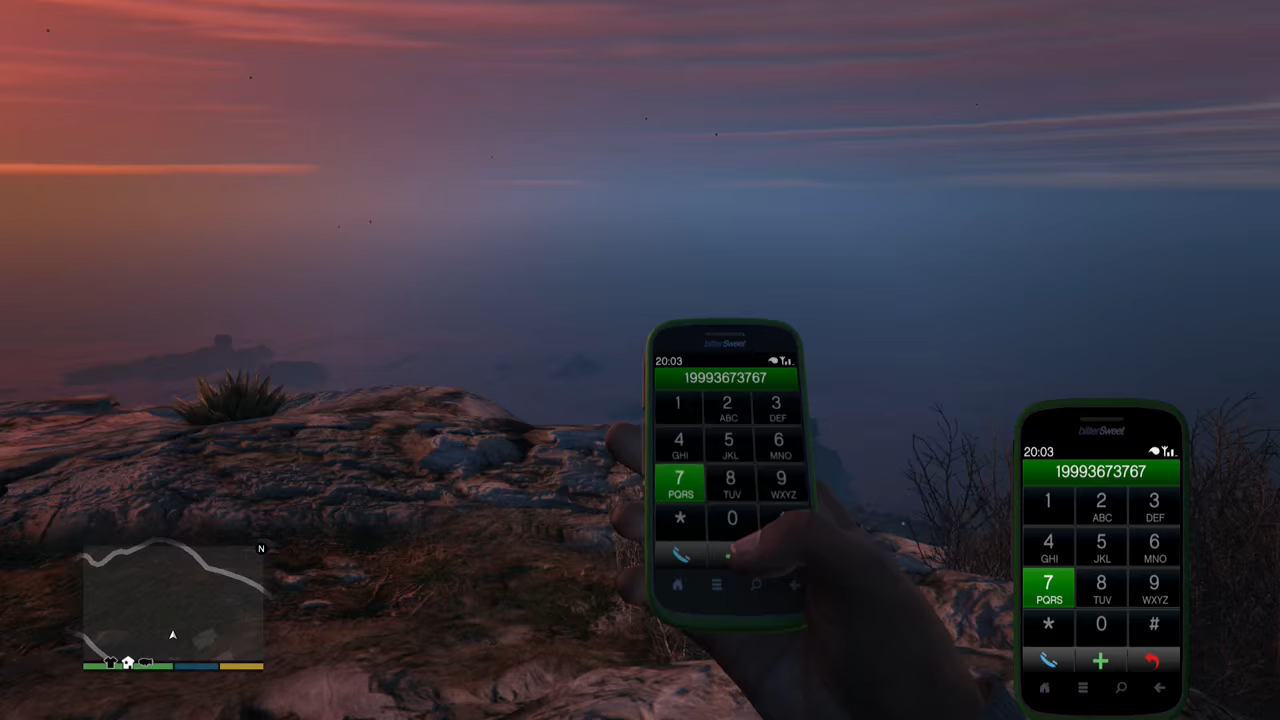 bitterSweet
20:03
19993673767
1 2 ABC 3 DEF
4 GHI 5 JKL 6 MNO
7 PQRS 8 TUV 9 WXYZ
* 0
bitterSweet
20:03
19993673767
1 2 ABC 3 DEF
4 GHI 5 JKL 6 MNO
7 PQRS 8 TUV 9 WXYZ
* 0 #
N